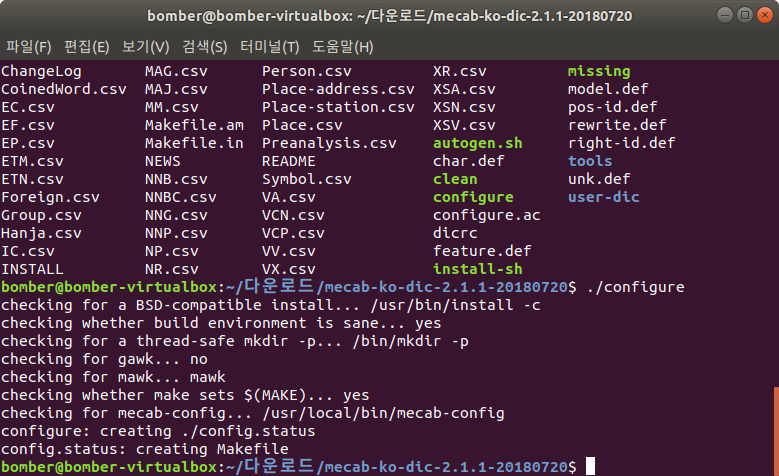 bomber@bomber-virtualbox: ~/다운로드/mecab-ko-dic-2.1.1-20180720
파일(F) 편집(E) 보기(V) 검색(S) 터미널(T) 도움말(H)
ChangeLog MAG.csv Person.csv XR.csv missing
CoinedWord.csv MAJ.csv Place-address.csv XSA.csv model.def
EC.csv MM.csv Place-station.csv XSN.csv pos-id.def
EF.csv Makefile.am Place.csv XSV.csv rewrite.def
EP.csv Makefile.in Preanalysis.csv autogen.sh right-id.def
ETM.csv NEWS README char.def tools
ETN.csv NNB.csv Symbol.csv clean unk.def
Foreign.csv NNBC.csv VA.csv configure user-dic
Group.csv NNG.csv VCN.csv configure.ac
Hanja.csv NNP.csv VCP.csv dicrc
IC.csv NP.csv VV.csv feature.def
INSTALL NR.csv VX.csv install-sh
bomber@bomber-virtualbox:~/다운로드/mecab-ko-dic-2.1.1-20180720$ ./configure
checking for a BSD-compatible install... /usr/bin/install -c
checking whether build environment is sane... yes
checking for a thread-safe mkdir -p... /bin/mkdir -p
checking for gawk... no
checking for mawk... mawk
checking whether make sets $(MAKE)... yes
checking for mecab-config... /usr/local/bin/mecab-config
configure: creating ./config.status
config.status: creating Makefile
bomber@bomber-virtualbox:~/다운로드/mecab-ko-dic-2.1.1-20180720$